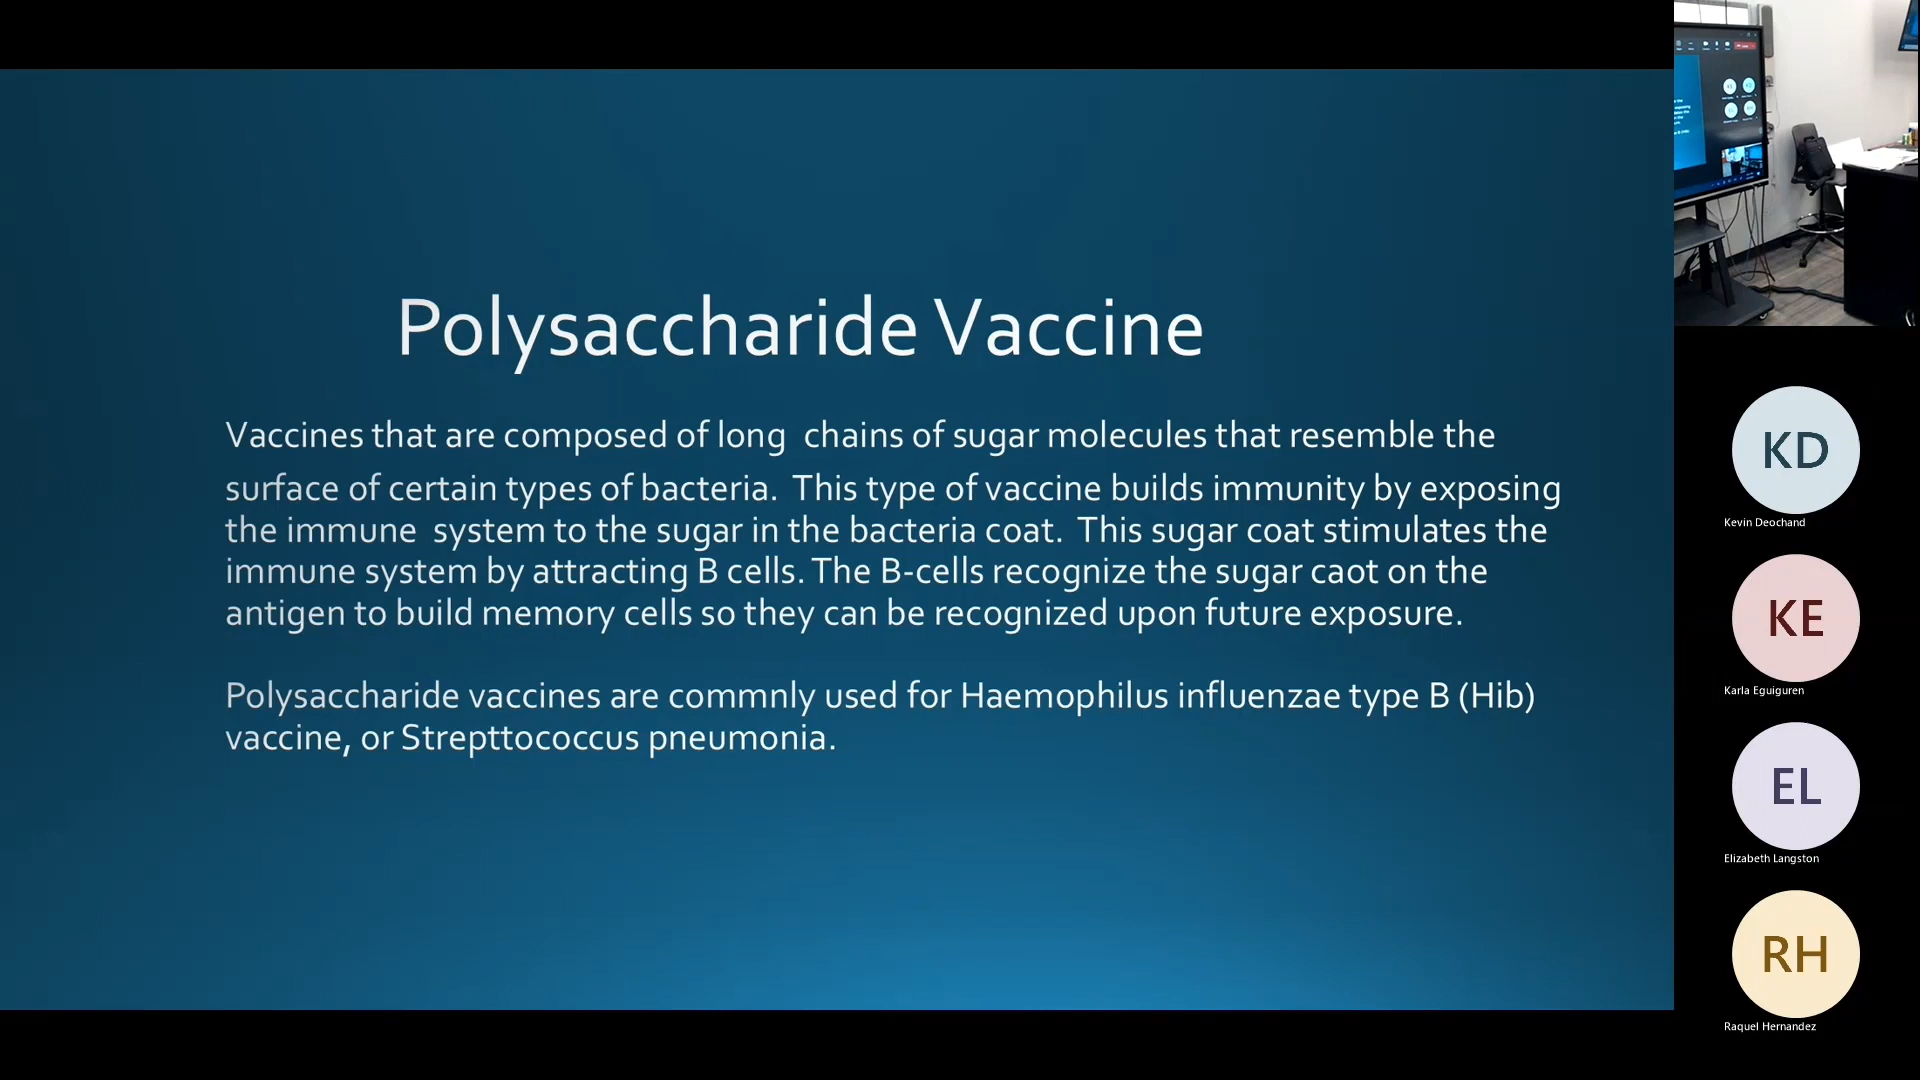 Polysaccharide Vaccine
Vaccines that are composed of long chains of sugar molecules that resemble the
surface of certain types of bacteria. This type of vaccine builds immunity by exposing
the immune system to the sugar in the bacteria coat. This sugar coat stimulates the
immune system by attracting B cells. The B-cells recognize the sugar caot on the
antigen to build memory cells so they can be recognized upon future exposure.
Polysaccharide vaccines are commnly used for Haemophilus influenzae type B (Hib)
vaccine, or Strepttococcus pneumonia.
KD
Kevin Deochand
KE
Karla Eguiguren
EL
Elizabeth Langston
RH
Raquel Hernandez